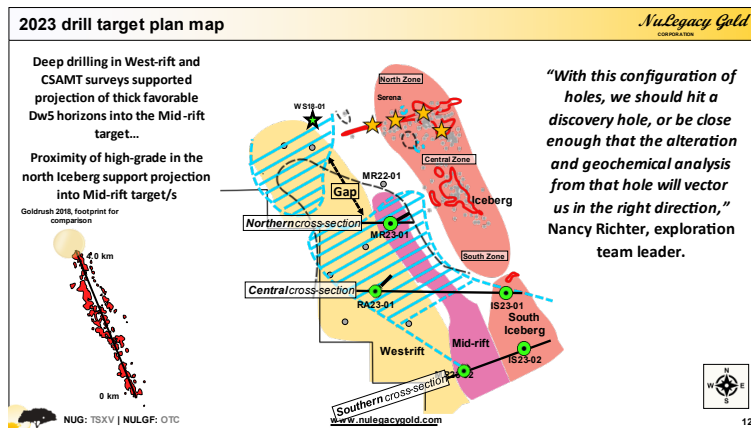 2023 drill target plan map
NuLegacy Gold
CORPORATION
Deep drilling in West-rift and
CSAMT surveys supported
projection of thick favorable
Dw5 horizons into the Mid -rift
target…
Proximity of high-grade in the
north Iceberg support projection
into Mid-rift target/s
Goldrush 2018, footprint for
comparison
4.0 km
0 km
North Zone
Serena
WS18-01
Central Zone
MR22-01
Gap
Iceberg
Northern cross-section
MR23-01
South Zone
Central cross-section
RA23-01
IS23-01
South
Iceberg
Mid-rift
West-rift
IS23-02
Southern cross-section
“With this configuration of
holes, we should hit a
discovery hole, or be close
enough that the alteration
and geochemical analysis
from that hole will vector
us in the right direction,”
Nancy Richter, exploration
team leader.
N
W E
S
NUG: TSXV | NULGF: OTC
www.nulegacygold.com
12